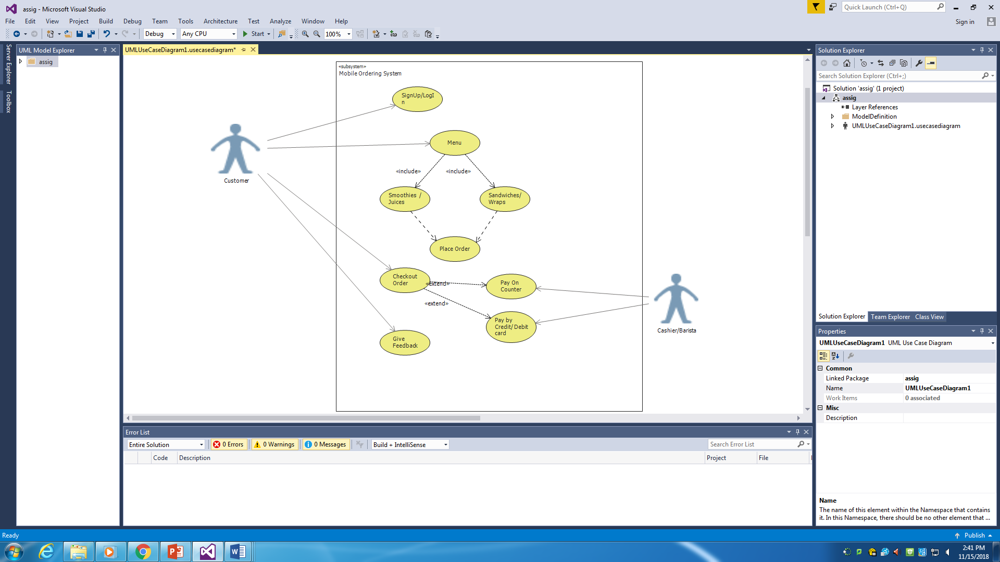 assig - Microsoft Visual Studio
Quick Launch (Ctrl+Q)
File Edit View Project Build Debug Team Tools Architecture Test Analyze Window Help
Sign in
Debug Any CPU Start 100%
Server Explorer
Toolbox
UML Model Explorer
assig
UMLUseCaseDiagram1.usecasediagram*
«subsystem»
Mobile Ordering System
SignUp/LogI
n
Menu
«include» «include»
Smoothies /
Juices
Sandwiches/
Wraps
Place Order
Checkout
Order
«extend»
«extend»
Pay On
Counter
Pay by
Credit/Debit
card
Give
Feedback
Customer
Cashier/Barista
Solution Explorer
Search Solution Explorer (Ctrl+;)
Solution 'assig' (1 project)
assig
Layer References
ModelDefinition
UMLUseCaseDiagram1.usecasediagram
Solution Explorer Team Explorer Class View
Properties
UMLUseCaseDiagram1 UML Use Case Diagram
Common
Linked Package assig
Name UMLUseCaseDiagram1
Work Items 0 associated
Misc
Description
Name
The name of this element within the Namespace that contains
it. In this Namespace, there should be no other element that ...
Error List
Entire Solution 0 Errors 0 Warnings 0 Messages Build + IntelliSense Search Error List
Code Description Project File
Ready
Publish
2:41 PM
11/15/2018